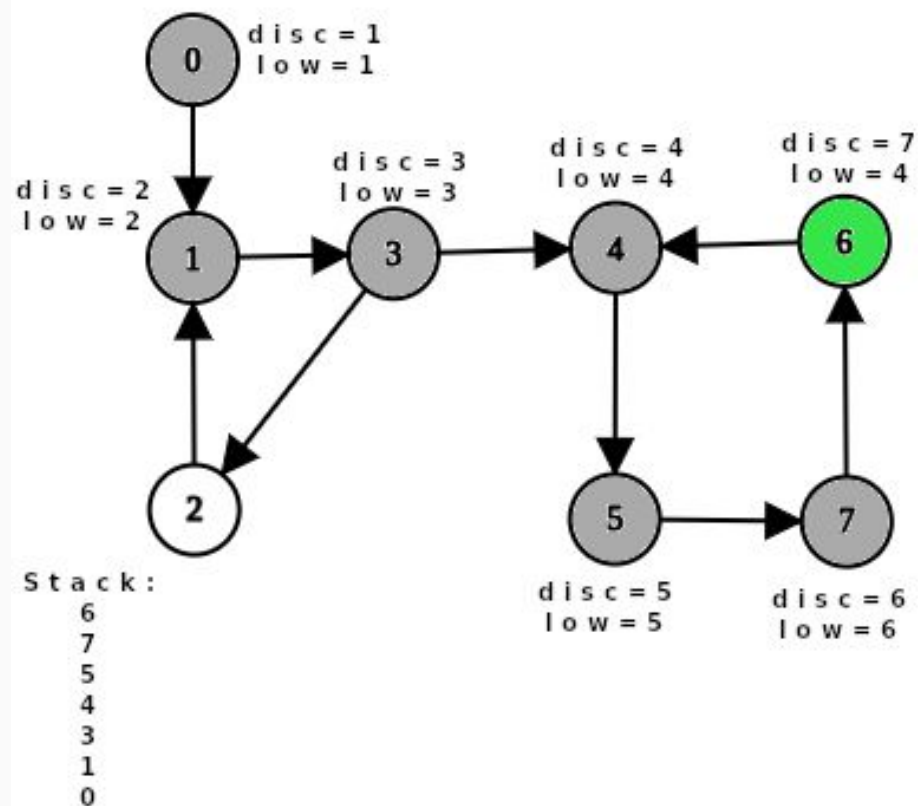 0
disc=1
low=1
disc=2
low=2
1
disc=3
low=3
3
disc=4
low=4
4
disc=7
low=4
6
2
5
disc=5
low=5
7
disc=6
low=6
Stack:
6
7
5
4
3
1
0